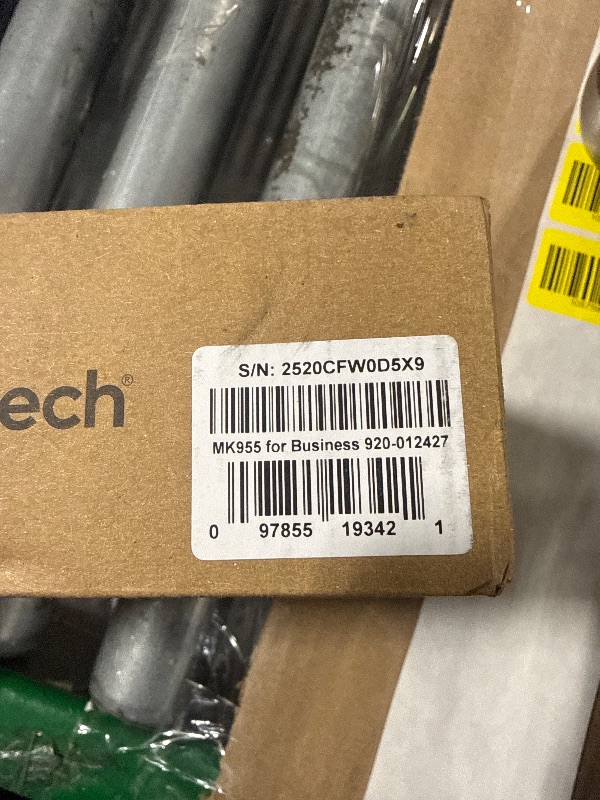 ech®
S/N: 2520CFW0D5X9
MK955 for Business 920-012427
0 97855 19342 1